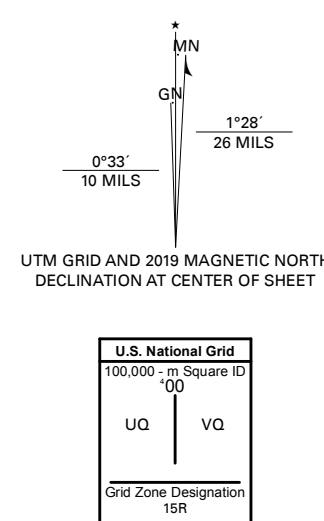 ★
MN
GN
1°28´
26 MILS
0°33´
10 MILS
UTM GRID AND 2019 MAGNETIC NORTH
DECLINATION AT CENTER OF SHEET
U.S. National Grid
100,000 - m Square ID
⁴00
UQ VQ
Grid Zone Designation
15R